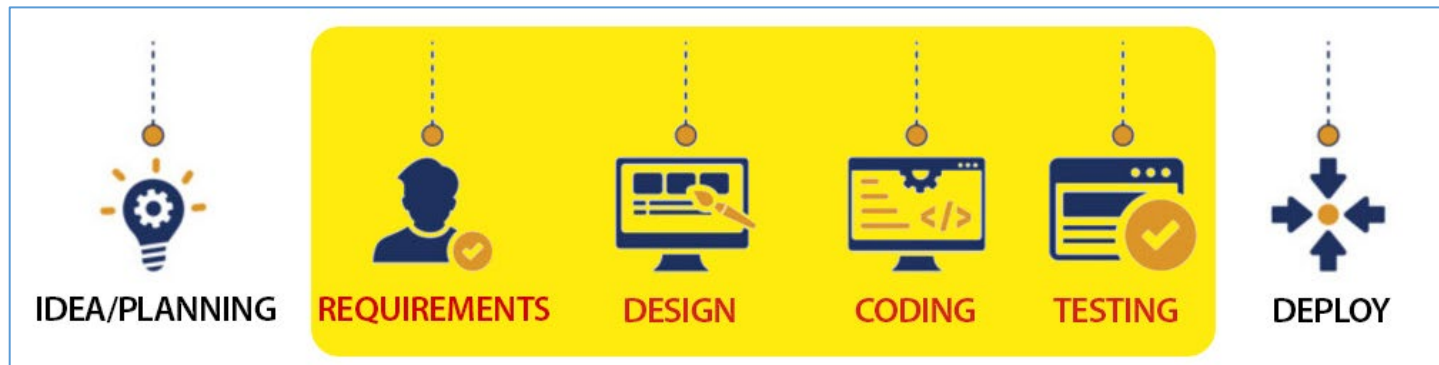 IDEA/PLANNING REQUIREMENTS DESIGN CODING TESTING DEPLOY
</>